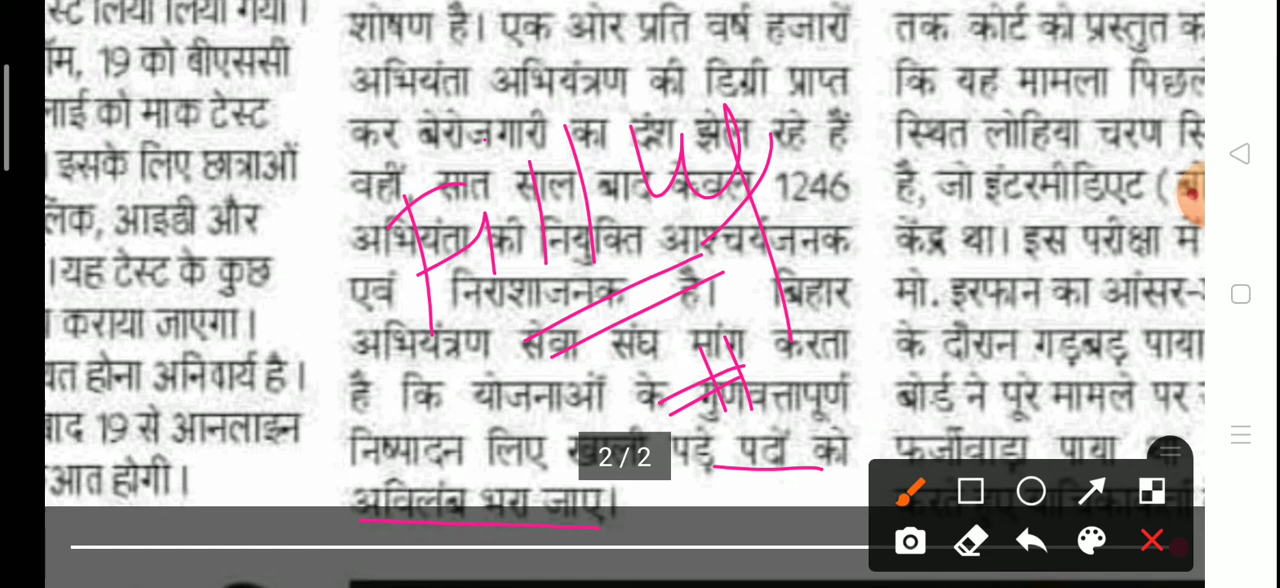 स्ट लिया लिया गया।
ॉम, 19 को बीएससी
लाई को माक टेस्ट
। इसके लिए छात्राओं
लिंक, आइडी और
।यह टेस्ट के कुछ
। कराया जाएगा।
यत होना अनिवार्य है।
बाद 19 से आनलाइन
आत होगी।
शोषण है। एक ओर प्रति वर्ष हजारों
अभियंता अभियंत्रण की डिग्री प्राप्त
कर बेरोजगारी का दंश झेल रहे हैं
वहीं सात साल बाद केवल 1246
अभियंता की नियुक्ति आश्चर्यजनक
एवं निराशाजनक है। बिहार
अभियंत्रण सेवा संघ मांग करता
है कि योजनाओं के गुणवत्तापूर्ण
निष्पादन लिए खाली पड़े पदों को
अविलंब भरा जाए।
तक कोर्ट को प्रस्तुत क
कि यह मामला पिछले
स्थित लोहिया चरण सि
है, जो इंटरमीडिएट
केंद्र था। इस परीक्षा म
मो. इरफान का आंसर-
के दौरान गड़बड़ पाया
बोर्ड ने पूरे मामले पर
फर्जीवाड़ा पाया था
करते हुए
2/2